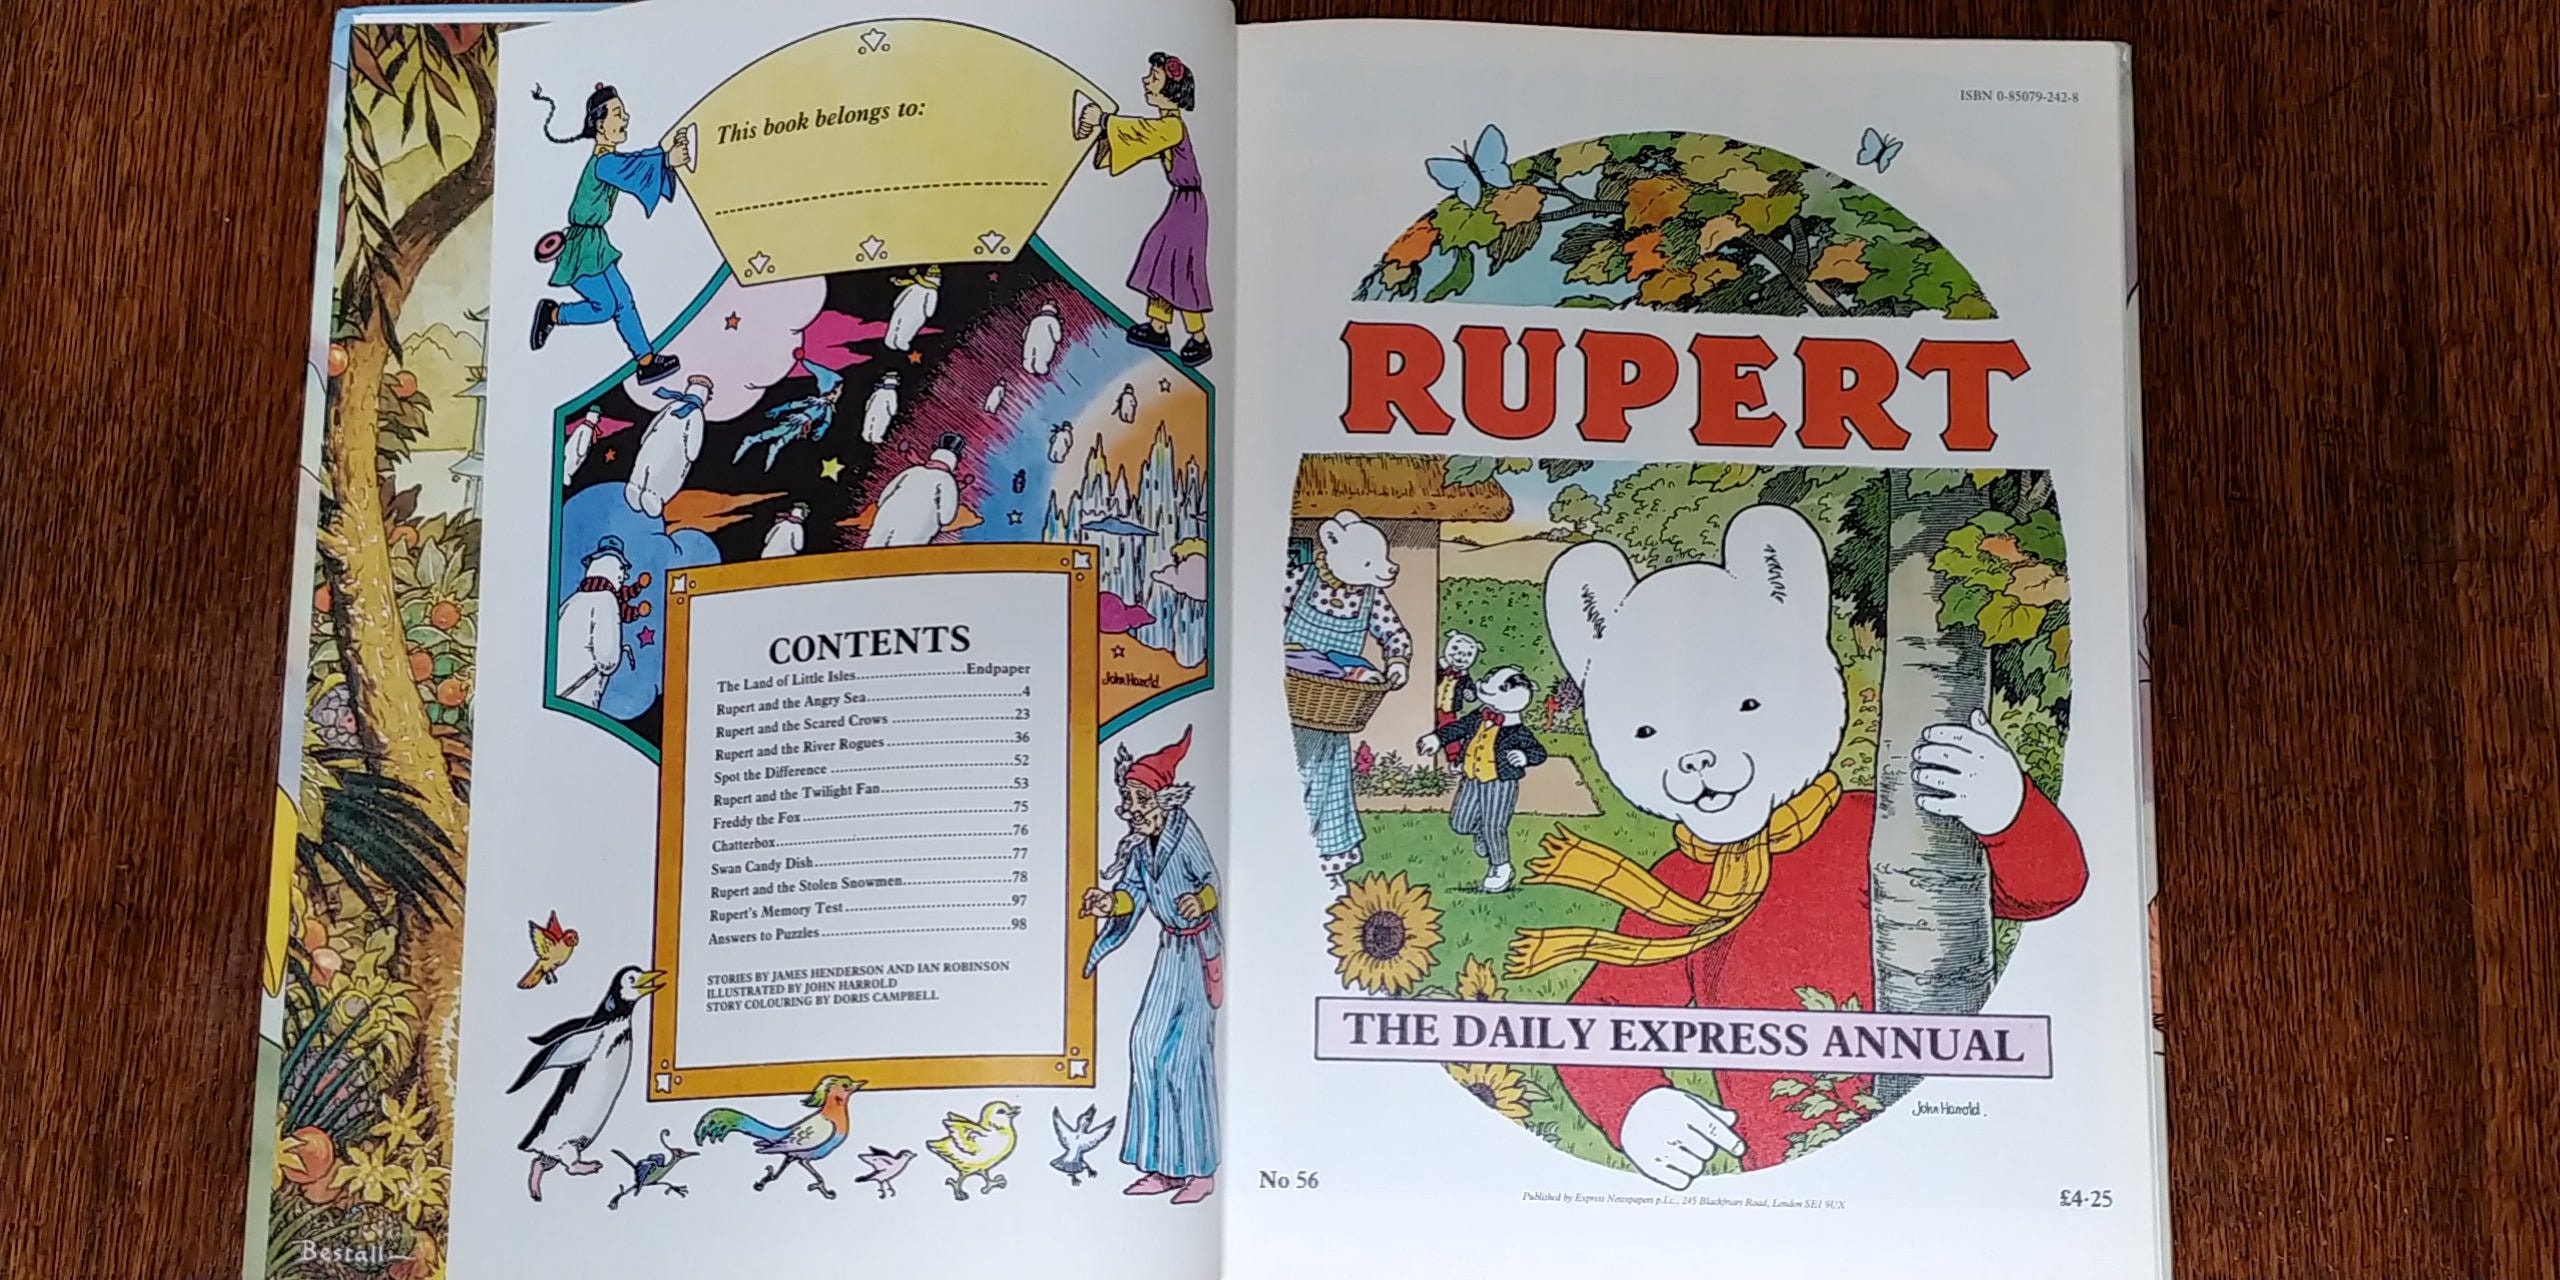 This book belongs to:
CONTENTS
The Land of Little Isles.......................Endpaper
Rupert and the Angry Sea.................................4
Rupert and the Scared Crows ..........................23
Rupert and the River Rogues ...........................36
Spot the Difference ......................................52
Rupert and the Twilight Fan............................53
Freddy the Fox ...........................................75
Chatterbox................................................76
Swan Candy Dish.........................................77
Rupert and the Stolen Snowmen.......................78
Rupert's Memory Test ...................................97
Answers to Puzzles ......................................98
STORIES BY JAMES HENDERSON AND IAN ROBINSON
ILLUSTRATED BY JOHN HARROLD
STORY COLOURING BY DORIS CAMPBELL
John Harrold.
Bestall
ISBN 0-85079-242-8
RUPERT
THE DAILY EXPRESS ANNUAL
John Harrold.
No 56
Published by Express Newspapers p.l.c., 245 Blackfriars Road, London SE1 9UX
£4·25